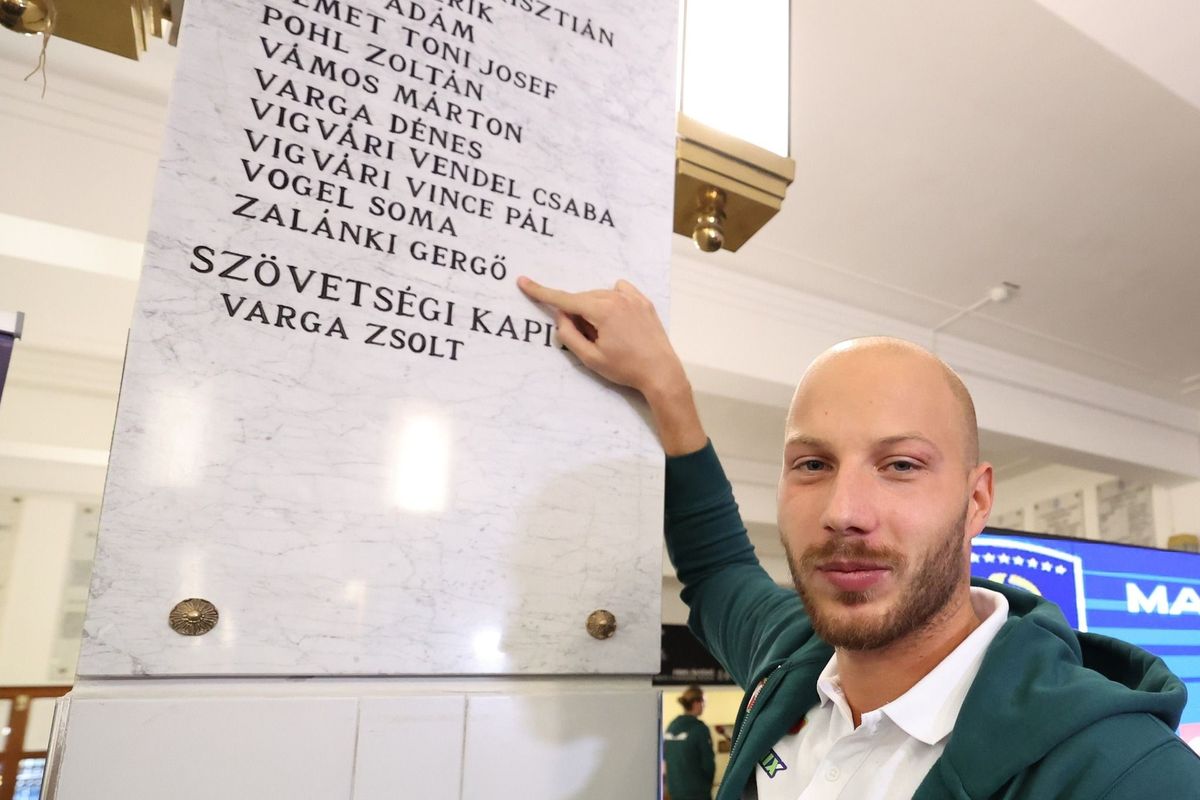 ÁDÁM
TONI JOSEF
POHL ZOLTÁN
VÁMOS MÁRTON
VARGA DÉNES
VIGVÁRI VENDEL CSABA
VIGVÁRI VINCE PÁL
VOGEL SOMA
ZALÁNKI GERGŐ
SZÖVETSÉGI KAPI
VARGA ZSOLT
MA